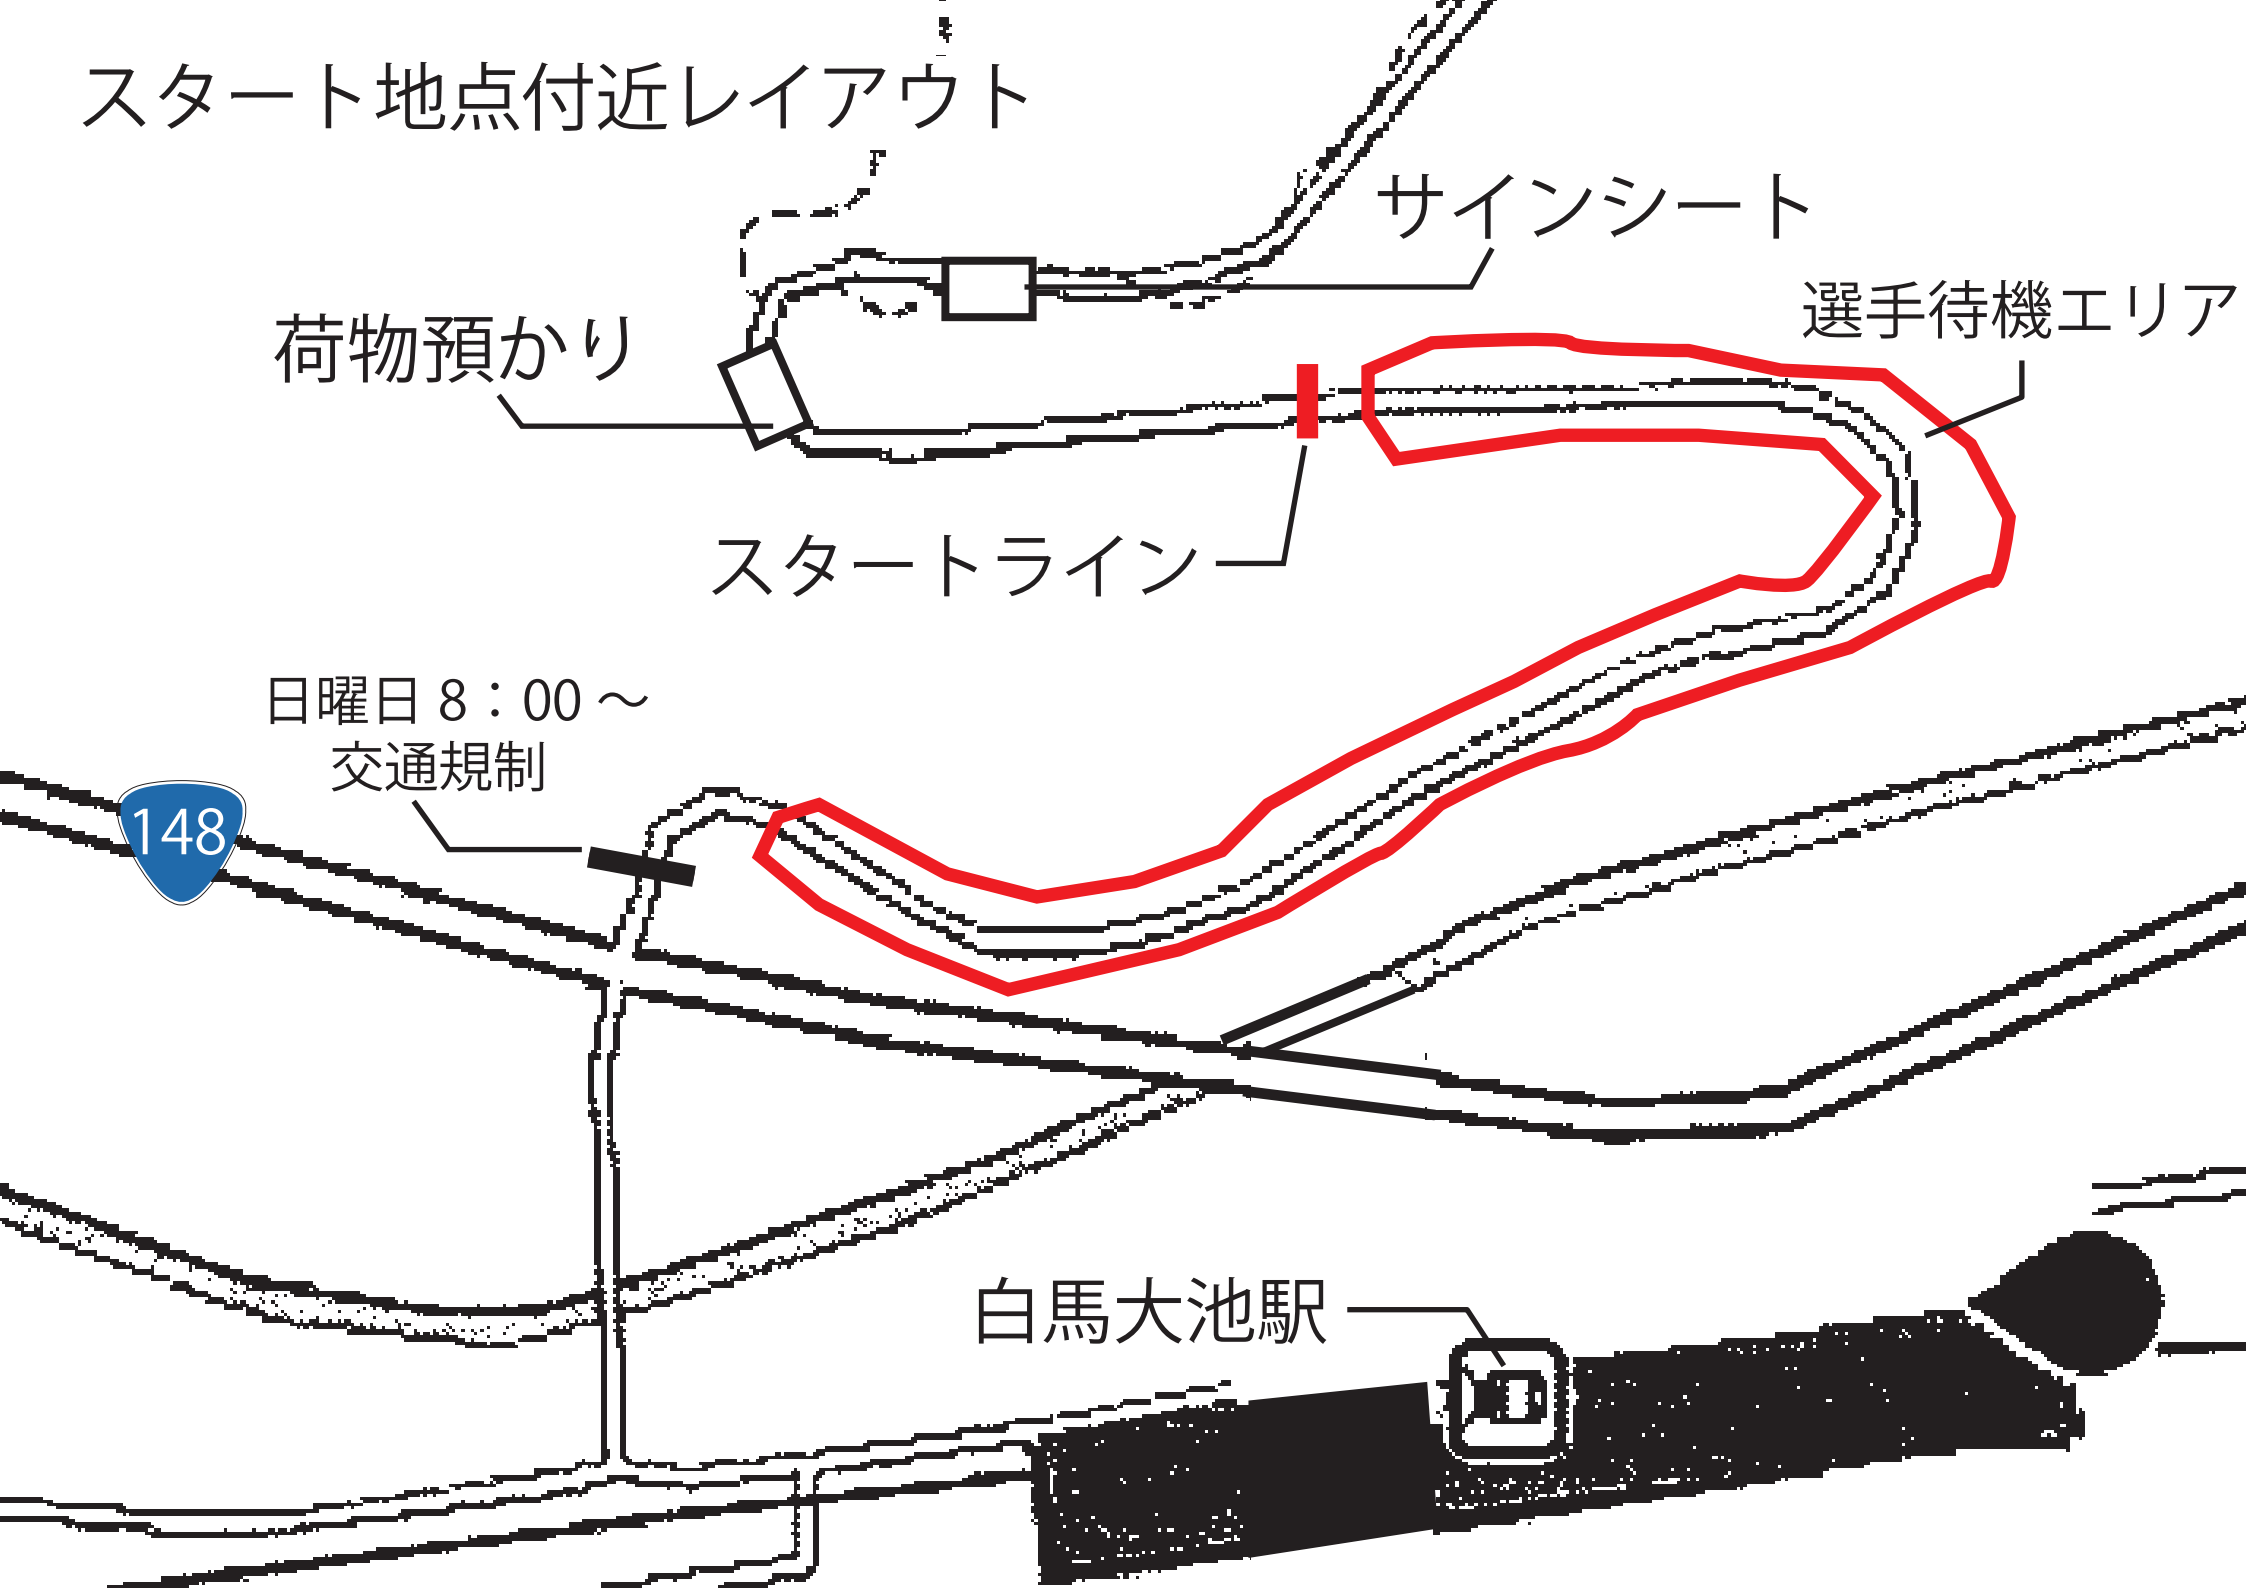 スタート地点付近レイアウト
サインシート
選手待機エリア
荷物預かり
スタートライン
日曜日 8：00 ～
交通規制
148
白馬大池駅